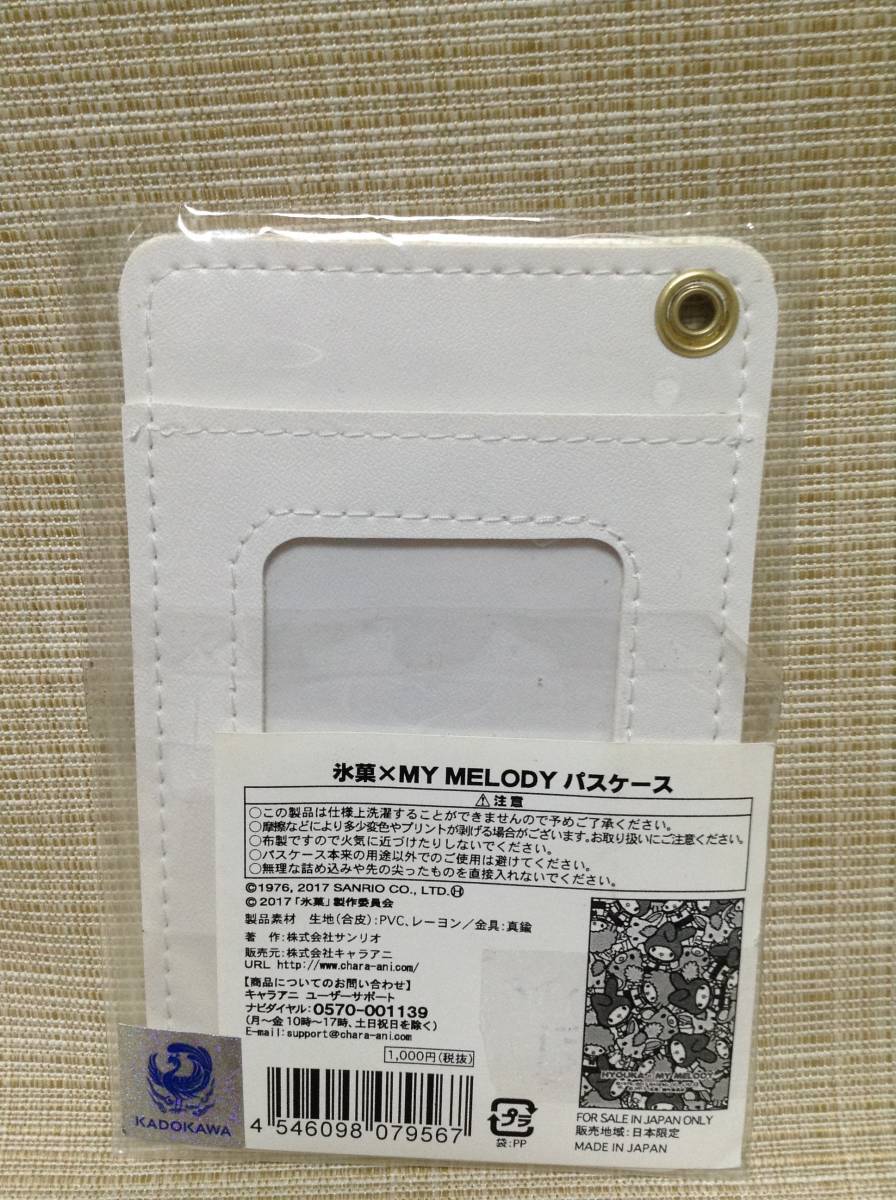 氷菓×MY MELODY パスケース
⚠注意
○この製品は仕様上洗濯することができませんので予めご了承ください。
○摩擦などにより多少変色やプリントが剥げる場合がございます。お取り扱いにご注意ください。
○布製ですので火気に近づけたりしないでください。
○パスケース本来の用途以外でのご使用は避けてください。
○無理な詰め込みや先の尖ったものを直接入れないでください。
©1976, 2017 SANRIO CO., LTD.Ⓗ
©2017「氷菓」製作委員会
製品素材 生地(合皮):PVC、レーヨン/金具:真鍮
著 作:株式会社サンリオ
販売元:株式会社キャラアニ
URL http://www.chara-ani.com/
【商品についてのお問い合わせ】
キャラアニ ユーザーサポート
ナビダイヤル:0570-001139
(月〜金 10時〜17時、土日祝日を除く)
E-mail:support@chara-ani.com
1,000円(税抜)
4 546098 079567
プラ
袋:PP
HYOUKA × MY MELODY
FOR SALE IN JAPAN ONLY
販売地域:日本限定
MADE IN JAPAN
KADOKAWA